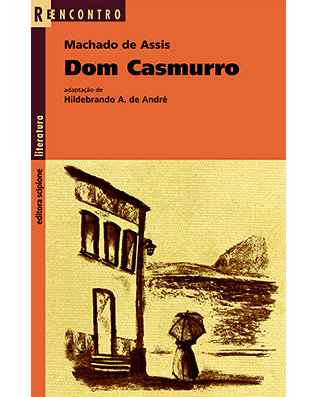 REENCONTRO
Machado de Assis
Dom Casmurro
adaptação de
Hildebrando A. de André
editora scipione
literatura